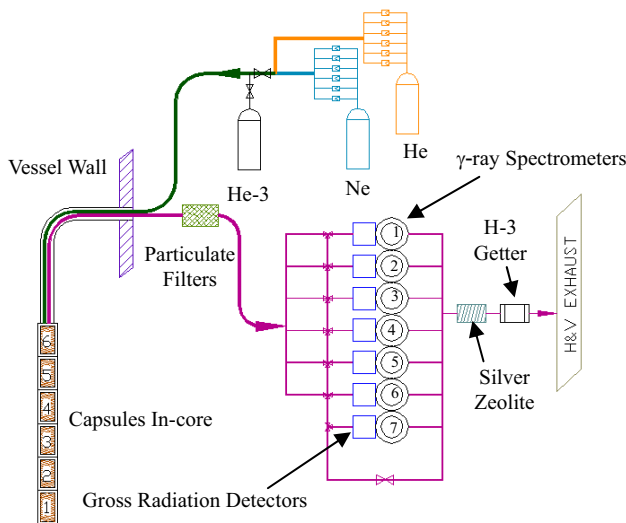 He
γ-ray Spectrometers
Ne
He-3
Vessel Wall
H-3
Getter
Particulate
Filters
1
2
3
4
5
6
7
H&V EXHAUST
Silver
Zeolite
6
5
4
3
2
1
Capsules In-core
Gross Radiation Detectors